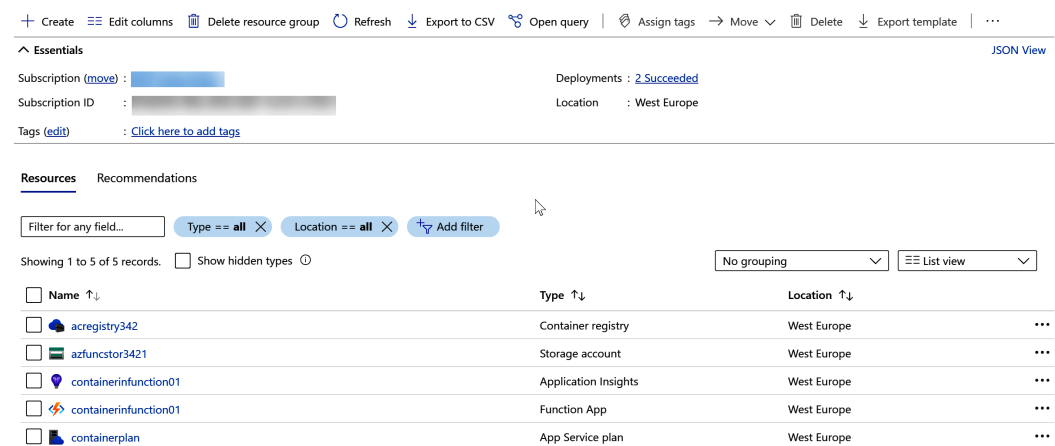 Create Edit columns Delete resource group Refresh Export to CSV Open query Assign tags Move Delete Export template ...
Essentials JSON View
Subscription (move) : Deployments : 2 Succeeded
Subscription ID : Location : West Europe
Tags (edit) : Click here to add tags
Resources Recommendations
Filter for any field... Type == all Location == all Add filter
Showing 1 to 5 of 5 records. Show hidden types No grouping List view
Name Type Location
acregistry342 Container registry West Europe
azfuncstor3421 Storage account West Europe
containerinfunction01 Application Insights West Europe
containerinfunction01 Function App West Europe
containerplan App Service plan West Europe